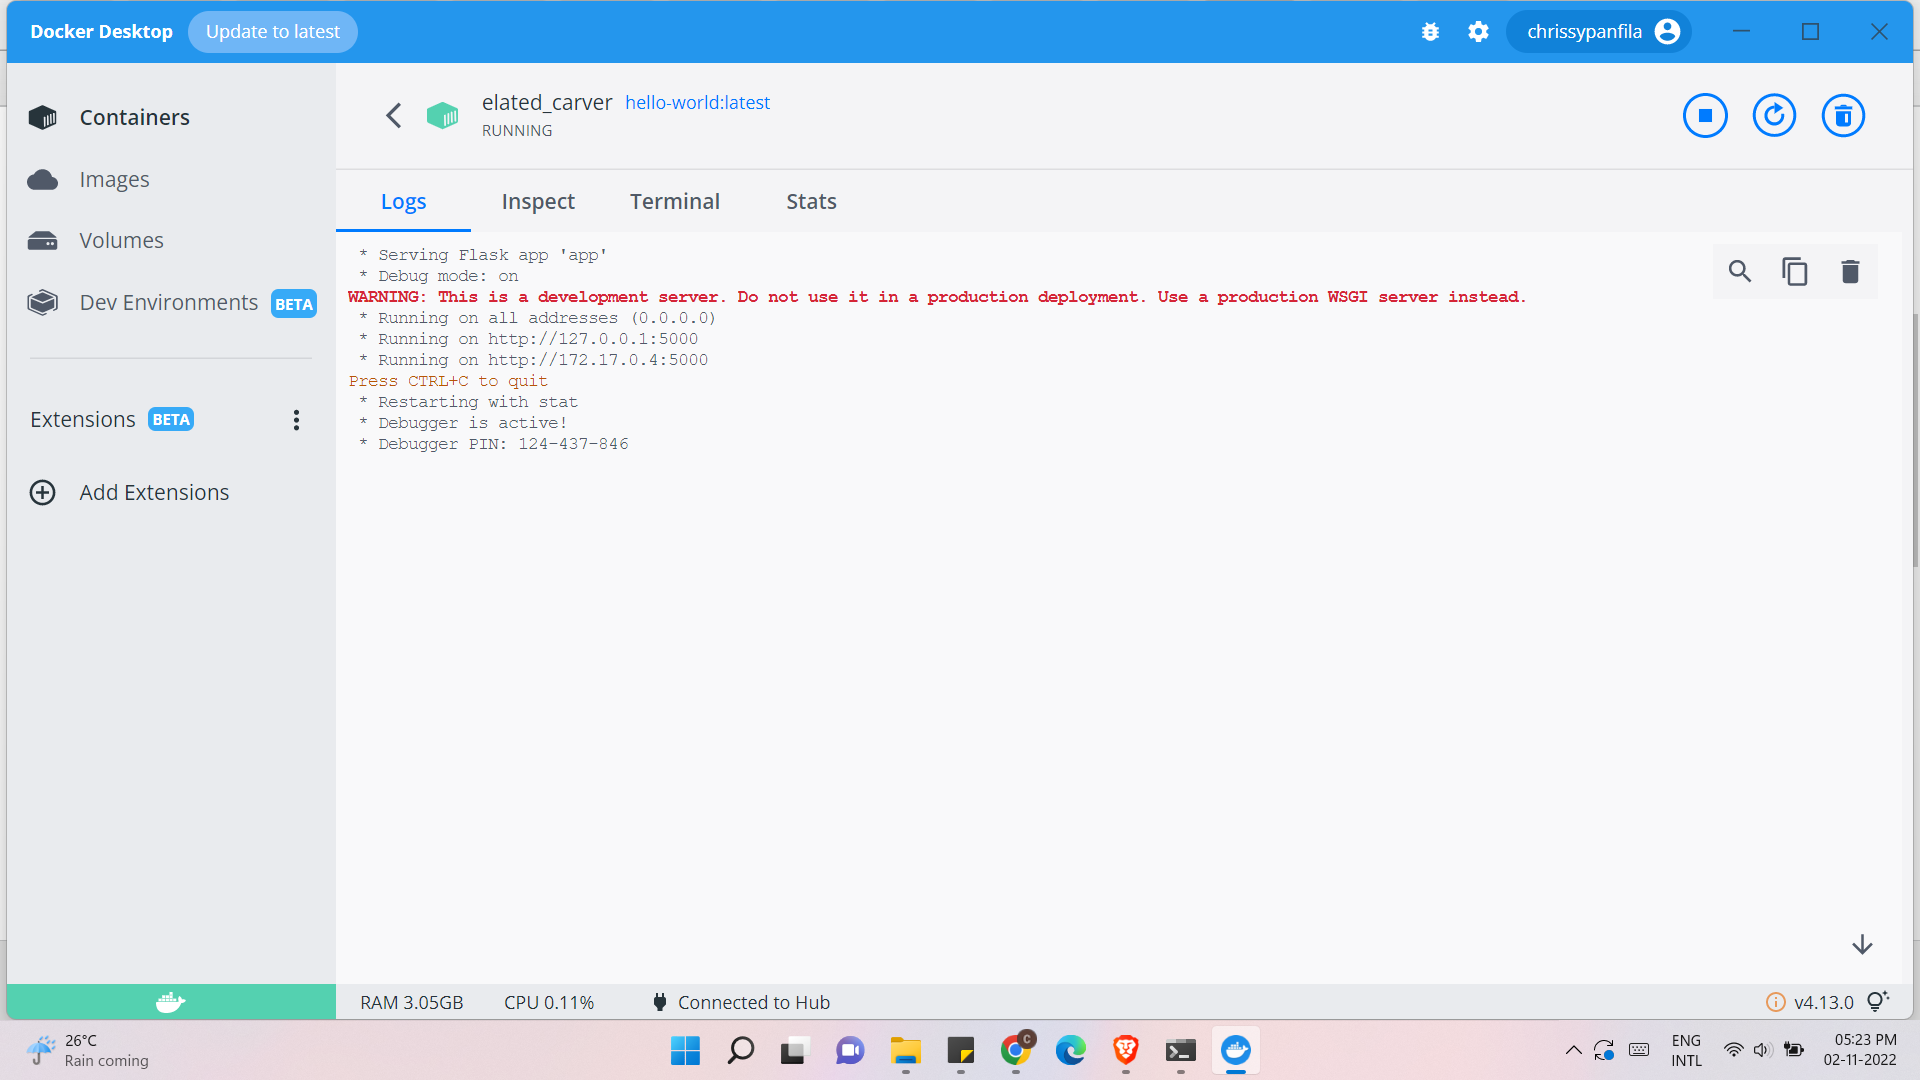 Docker Desktop Update to latest chrissypanfila
Containers
Images
Volumes
Dev Environments BETA
Extensions BETA
Add Extensions
elated_carver hello-world:latest
RUNNING
Logs Inspect Terminal Stats
* Serving Flask app 'app'
* Debug mode: on
WARNING: This is a development server. Do not use it in a production deployment. Use a production WSGI server instead.
* Running on all addresses (0.0.0.0)
* Running on http://127.0.0.1:5000
* Running on http://172.17.0.4:5000
Press CTRL+C to quit
* Restarting with stat
* Debugger is active!
* Debugger PIN: 124-437-846
RAM 3.05GB CPU 0.11% Connected to Hub v4.13.0
26°C
Rain coming
C
ENG
INTL
05:23 PM
02-11-2022